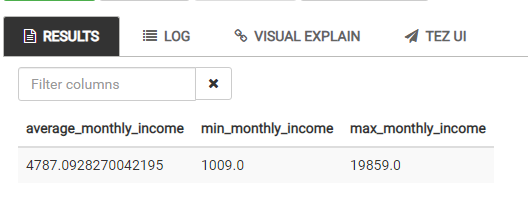 RESULTS LOG VISUAL EXPLAIN TEZ UI
Filter columns
average_monthly_income min_monthly_income max_monthly_income
4787.0928270042195 1009.0 19859.0